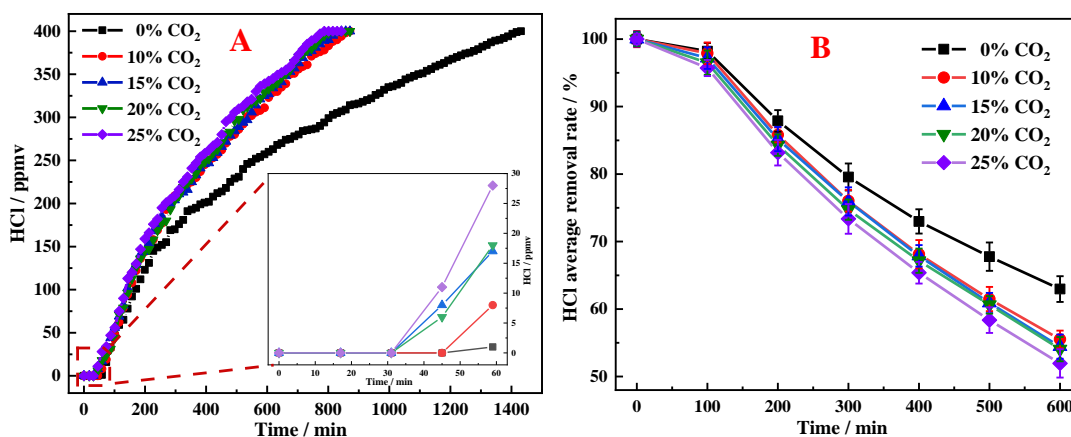 A
0% CO₂
10% CO₂
15% CO₂
20% CO₂
25% CO₂
HCl / ppmv
0
50
100
150
200
250
300
350
400
0 200 400 600 800 1000 1200 1400
Time / min
HCl / ppmv
0
5
10
15
20
25
30
0 10 20 30 40 50 60
Time / min
B
0% CO₂
10% CO₂
15% CO₂
20% CO₂
25% CO₂
HCl average removal rate / %
50
60
70
80
90
100
0 100 200 300 400 500 600
Time / min